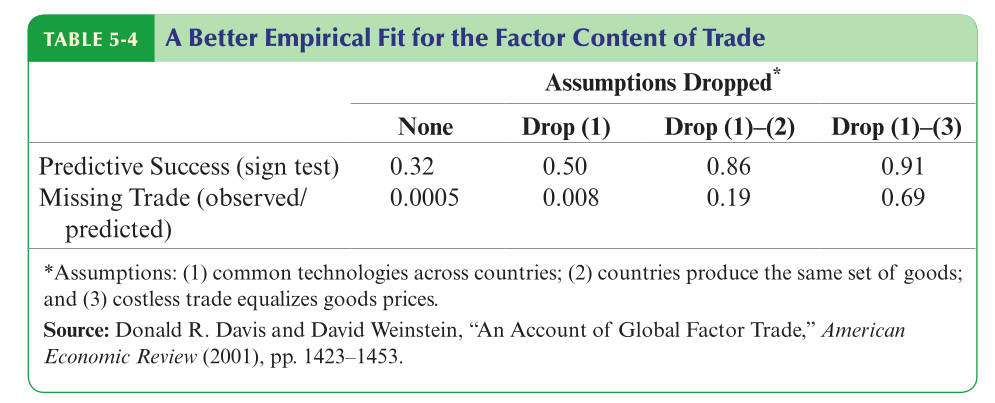 TABLE 5-4 A Better Empirical Fit for the Factor Content of Trade
Assumptions Dropped*
None Drop (1) Drop (1)–(2) Drop (1)–(3)
Predictive Success (sign test) 0.32 0.50 0.86 0.91
Missing Trade (observed/ 0.0005 0.008 0.19 0.69
predicted)
*Assumptions: (1) common technologies across countries; (2) countries produce the same set of goods;
and (3) costless trade equalizes goods prices.
Source: Donald R. Davis and David Weinstein, “An Account of Global Factor Trade,” American
Economic Review (2001), pp. 1423–1453.